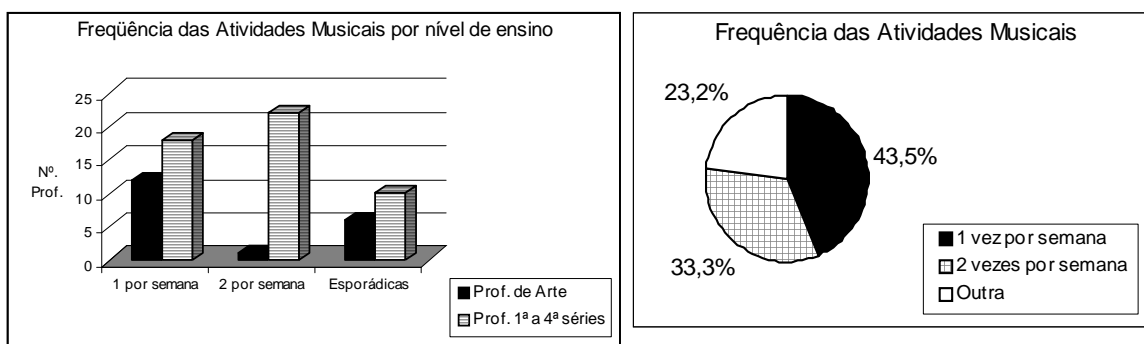 Freqüência das Atividades Musicais por nível de ensino
25
20
15
10
5
0
Nº.
Prof.
1 por semana
2 por semana
Esporádicas
Prof. de Arte
Prof. 1ª a 4ª séries
Frequência das Atividades Musicais
23,2%
43,5%
33,3%
1 vez por semana
2 vezes por semana
Outra